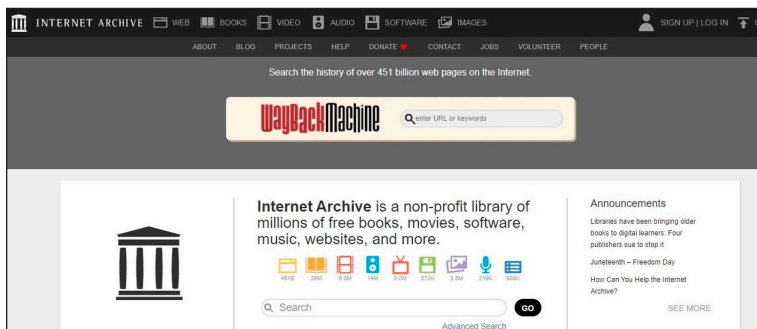 INTERNET ARCHIVE WEB BOOKS VIDEO AUDIO SOFTWARE IMAGES SIGN UP | LOG IN
ABOUT BLOG PROJECTS HELP DONATE CONTACT JOBS VOLUNTEER PEOPLE
Search the history of over 451 billion web pages on the Internet.
WayBackMachine enter URL or keywords
Internet Archive is a non-profit library of
millions of free books, movies, software,
music, websites, and more.
451B 28M 14M 2.0M 572K 3.5M 219K
Search GO
Advanced Search
Announcements
Libraries have been bringing older
books to digital learners: Four
publishers sue to stop it
Juneteenth – Freedom Day
How Can You Help the Internet
Archive?
SEE MORE